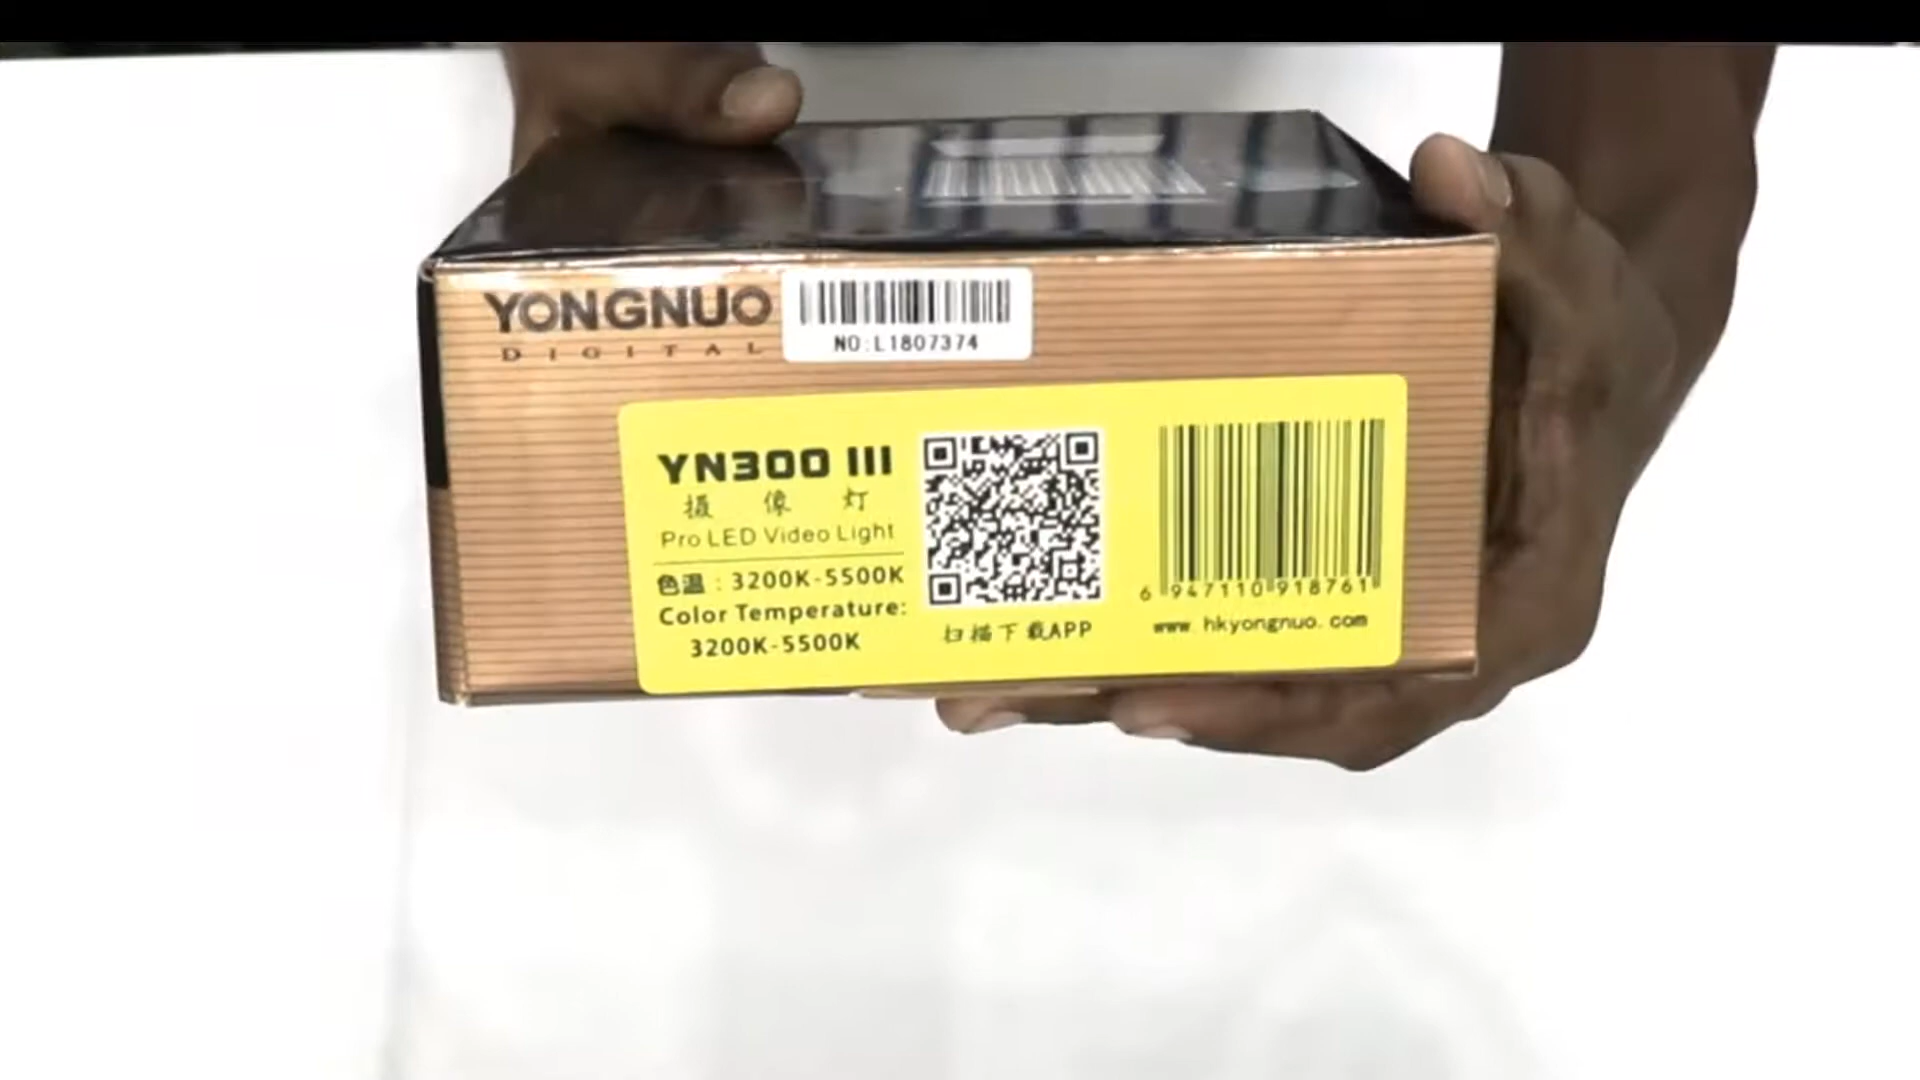 YONGNUO
DIGITAL
NO:L1807374
YN300 III
摄 像 灯
Pro LED Video Light
色温 : 3200K-5500K
Color Temperature:
3200K-5500K
扫描下载APP
6 947110 918761
www. hkyongnuo. com